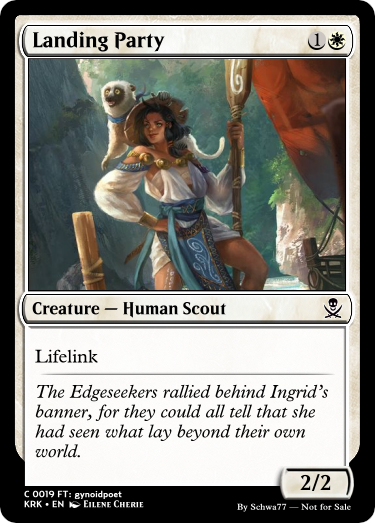 Landing Party 1
Creature — Human Scout
Lifelink
The Edgeseekers rallied behind Ingrid's
banner, for they could all tell that she
had seen what lay beyond their own
world.
2/2
C 0019 FT: gynoidpoet
KRK • EN Eilene Cherie
By Schwa77 — Not for Sale